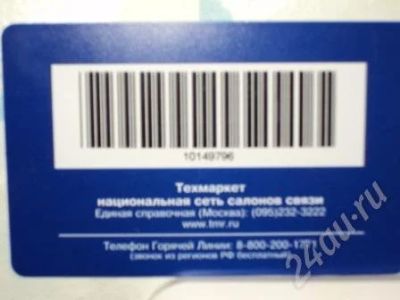 10149796
Техмаркет
национальная сеть салонов связи
Единая справочная (Москва): (095)232-3222
www.tmr.ru
Телефон Горячей Линии: 8-800-200-17
(звонок из регионов РФ бесплатный)
24au.ru